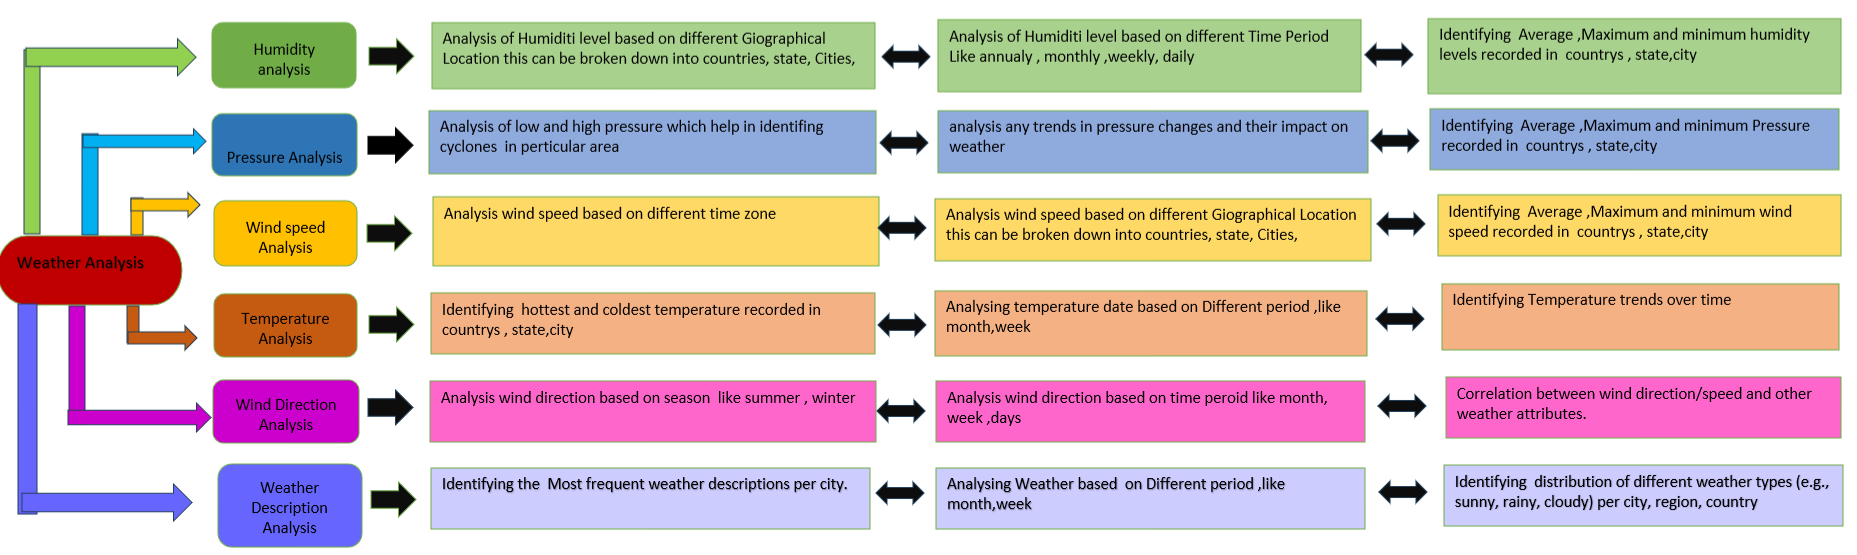 Humidity
analysis
Analysis of Humiditi level based on different Giographical
Location this can be broken down into countries, state, Cities,
Analysis of Humiditi level based on different Time Period
Like annualy , monthly ,weekly, daily
Identifying Average ,Maximum and minimum humidity
levels recorded in countrys , state,city
Pressure Analysis
Analysis of low and high pressure which help in identifing
cyclones in perticular area
analysis any trends in pressure changes and their impact on
weather
Identifying Average ,Maximum and minimum Pressure
recorded in countrys , state,city
Wind speed
Analysis
Analysis wind speed based on different time zone
Analysis wind speed based on different Giographical Location
this can be broken down into countries, state, Cities,
Identifying Average ,Maximum and minimum wind
speed recorded in countrys , state,city
Weather Analysis
Temperature
Analysis
Identifying hottest and coldest temperature recorded in
countrys , state,city
Analysing temperature date based on Different period ,like
month,week
Identifying Temperature trends over time
Wind Direction
Analysis
Analysis wind direction based on season like summer , winter
Analysis wind direction based on time peroid like month,
week ,days
Correlation between wind direction/speed and other
weather attributes.
Weather
Description
Analysis
Identifying the Most frequent weather descriptions per city.
Analysing Weather based on Different period ,like
month,week
Identifying distribution of different weather types (e.g.,
sunny, rainy, cloudy) per city, region, country